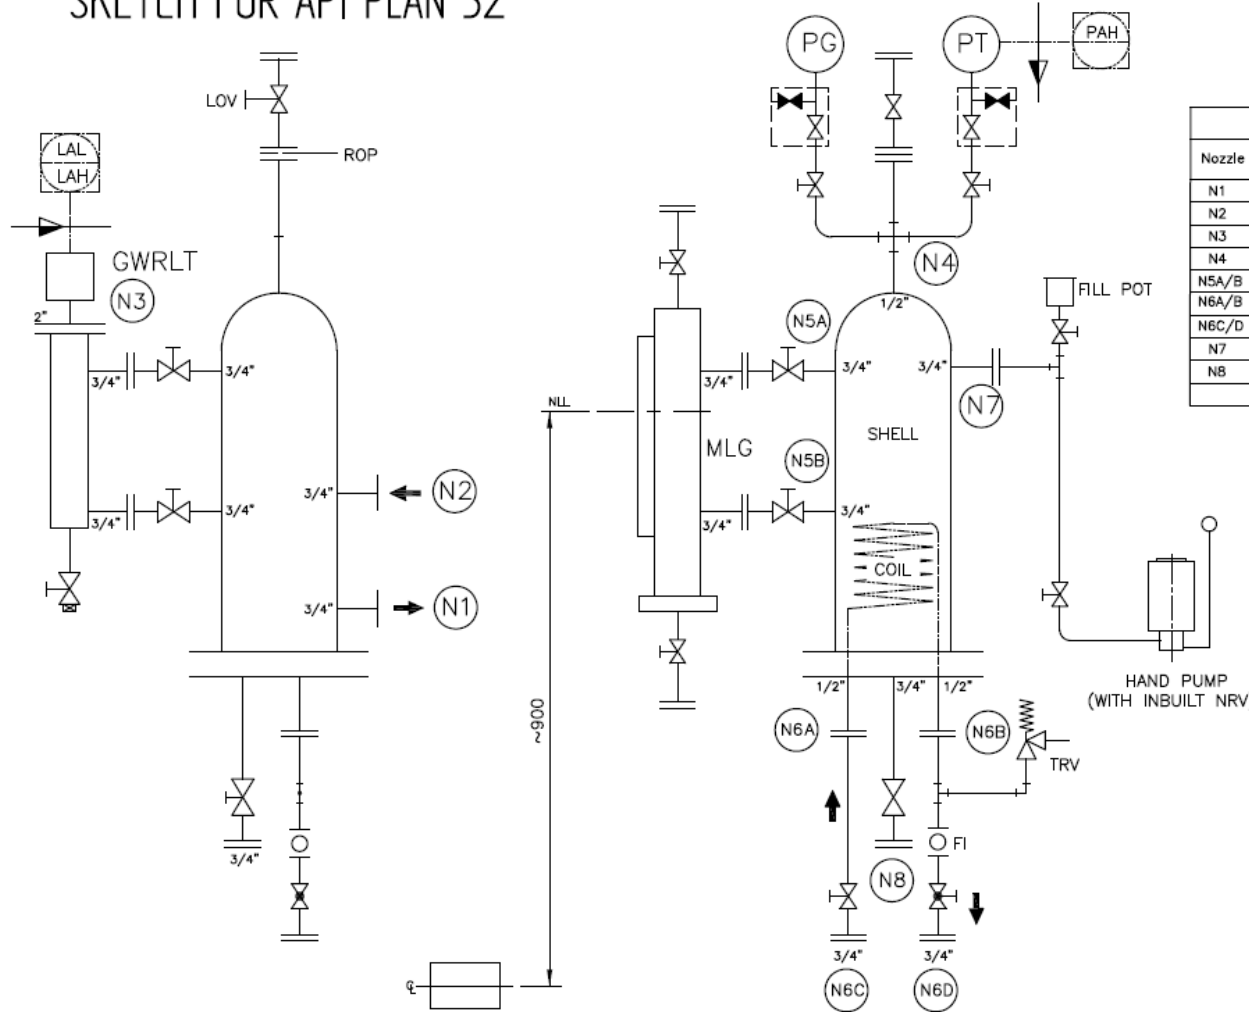 SKETCH FOR API PLAN 52
PG
PT
PAH
LOV
ROP
LAL
LAH
GWRLT
N3
2"
3/4"
3/4"
3/4"
3/4"
3/4"
N2
3/4"
N1
3/4"
N4
1/2"
N5A
3/4"
3/4"
3/4"
N7
FILL POT
NLL
SHELL
MLG
N5B
3/4"
3/4"
COIL
~900
1/2"
3/4"
1/2"
N6A
N6B
TRV
HAND PUMP
(WITH INBUILT NRV
FI
N8
3/4"
3/4"
N6C
N6D
℄
Nozzle
N1
N2
N3
N4
N5A/B
N6A/B
N6C/D
N7
N8